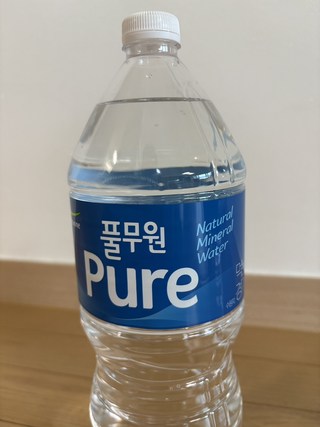 풀무원
Pure
Natural
Mineral
Water